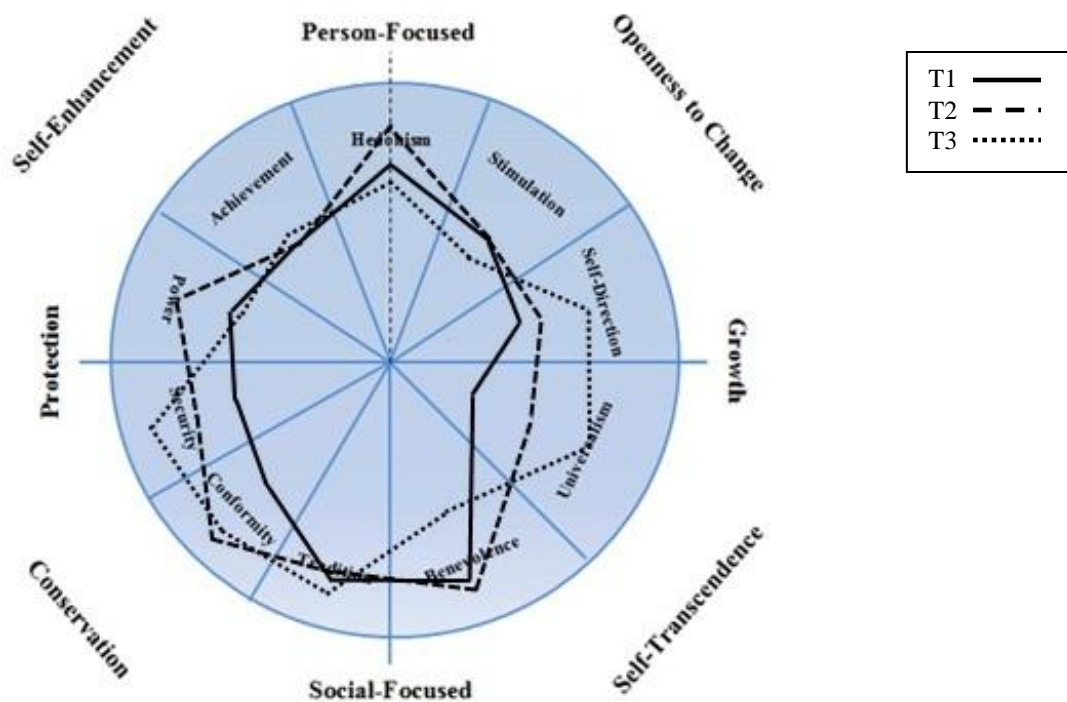 Person-Focused
Self-Enhancement
Openness to Change
T1
T2
T3
Hedonism
Achievement
Stimulation
Power
Self-Direction
Protection
Growth
Security
Universalism
Conformity
Tradition
Benevolence
Conservation
Self-Transcendence
Social-Focused